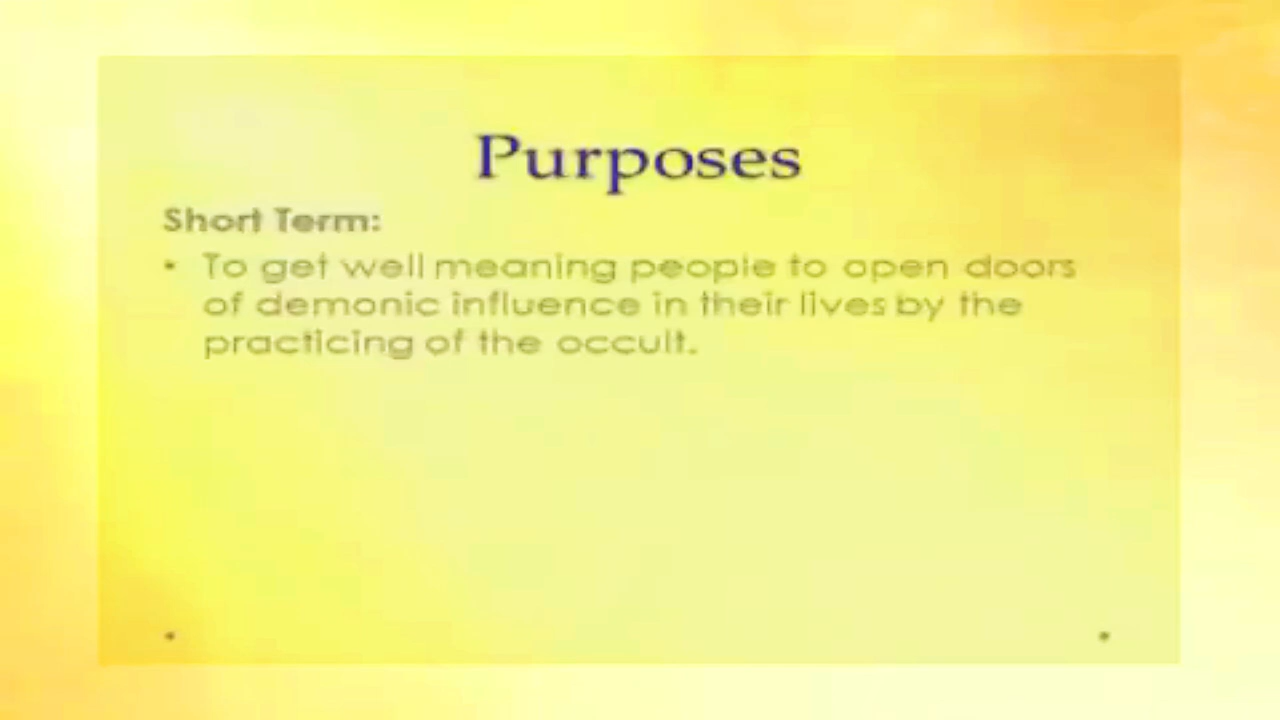 Purposes
Short Term:
• To get well meaning people to open doors
of demonic influence in their lives by the
practicing of the occult.